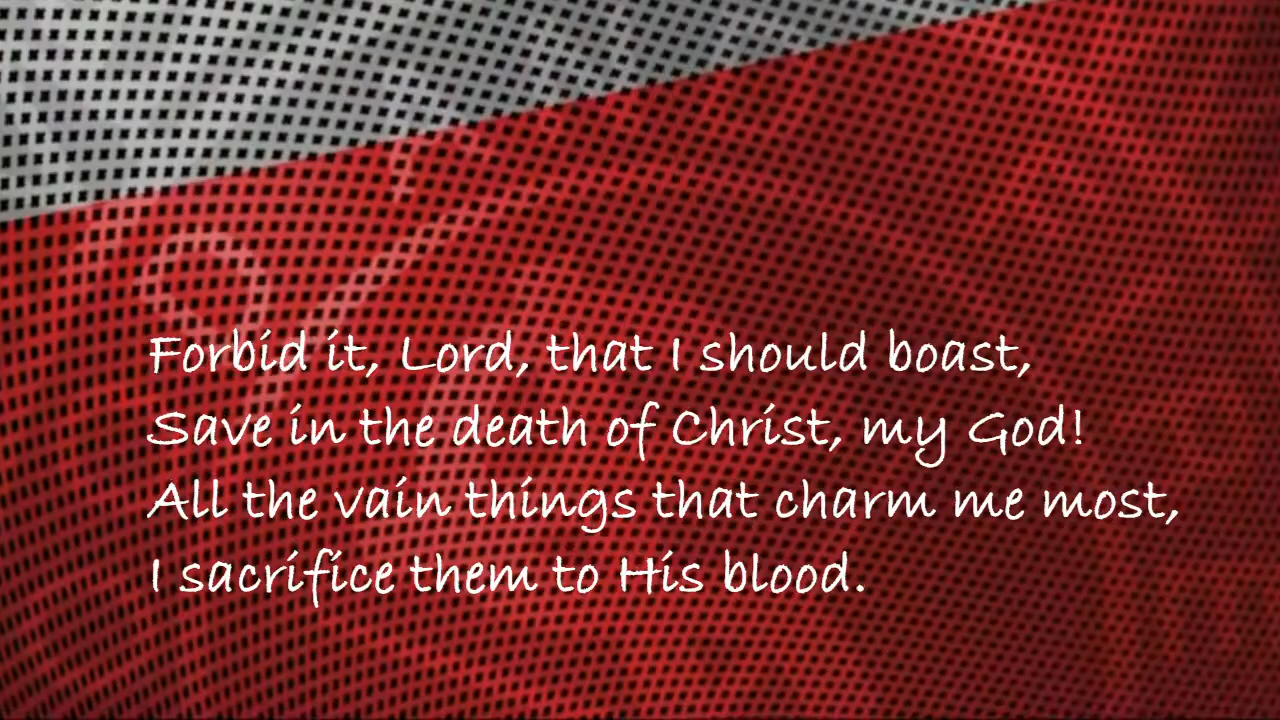 Forbid it, Lord, that I should boast,
Save in the death of Christ, my God!
All the vain things that charm me most,
I sacrifice them to His blood.